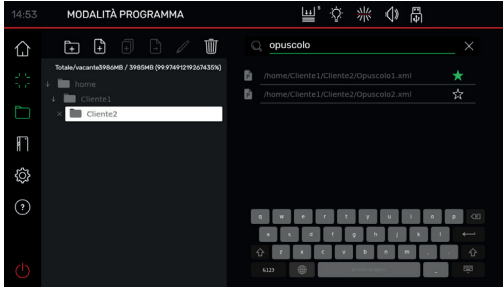 14:53 MODALITÀ PROGRAMMA
opuscolo
Totale/vacante3986MB / 3985MB (99.97491219267435%)
home
Cliente1
Cliente2
/home/Cliente1/Cliente2/Opuscolo1.xml
/home/Cliente1/Cliente2/Opuscolo2.xml
q w e r t y u i o p
a s d f g h j k l
z x c v b n m , .
&123 -